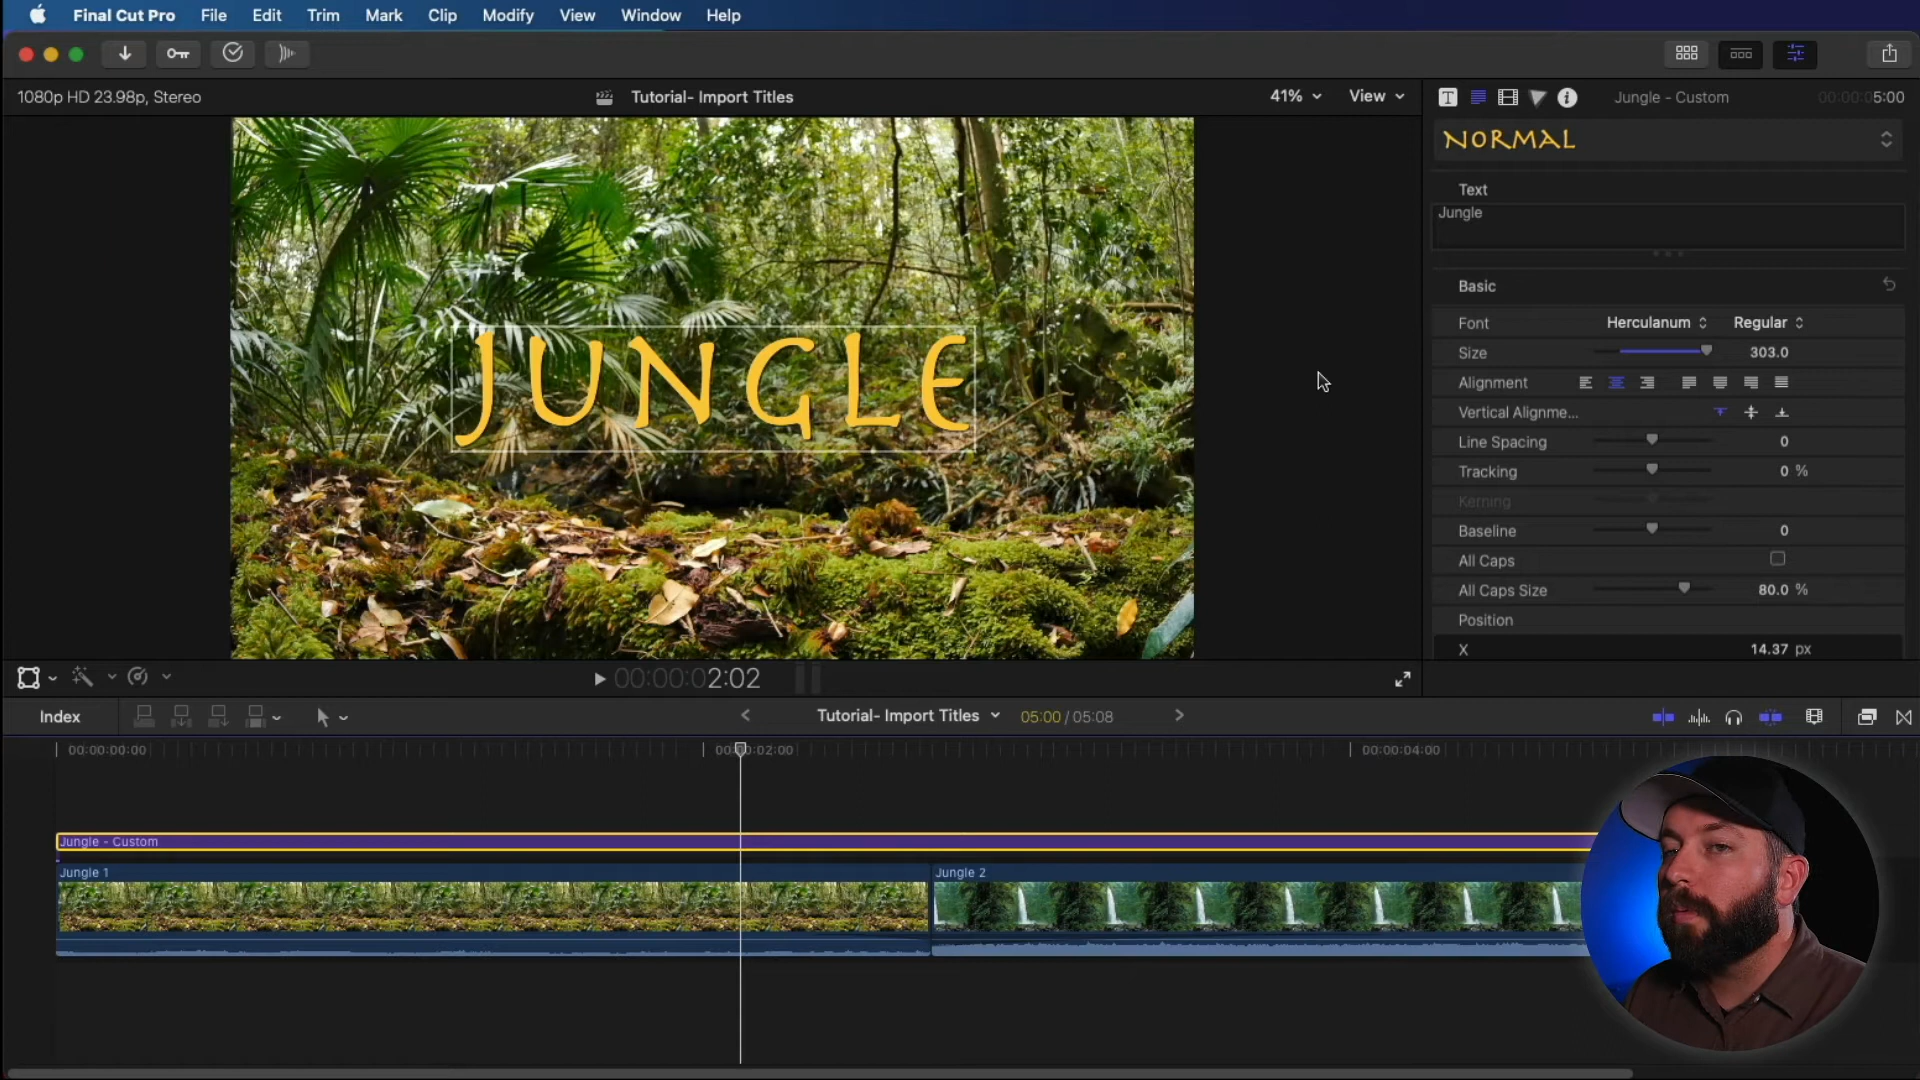 Final Cut Pro File Edit Trim Mark Clip Modify View Window Help
1080p HD 23.98p, Stereo Tutorial- Import Titles 41% View Jungle - Custom 00:00:05:00
NORMAL
Text
Jungle
Basic
Font Herculanum Regular
Size 303.0
Alignment
Vertical Alignme...
Line Spacing 0
Tracking 0 %
Kerning
Baseline 0
All Caps
All Caps Size 80.0 %
Position
X 14.37 px
JUNGLE
00:00:02:02
Index Tutorial- Import Titles 05:00 / 05:08
00:00:00:00 00:00:02:00 00:00:04:00
Jungle - Custom
Jungle 1 Jungle 2